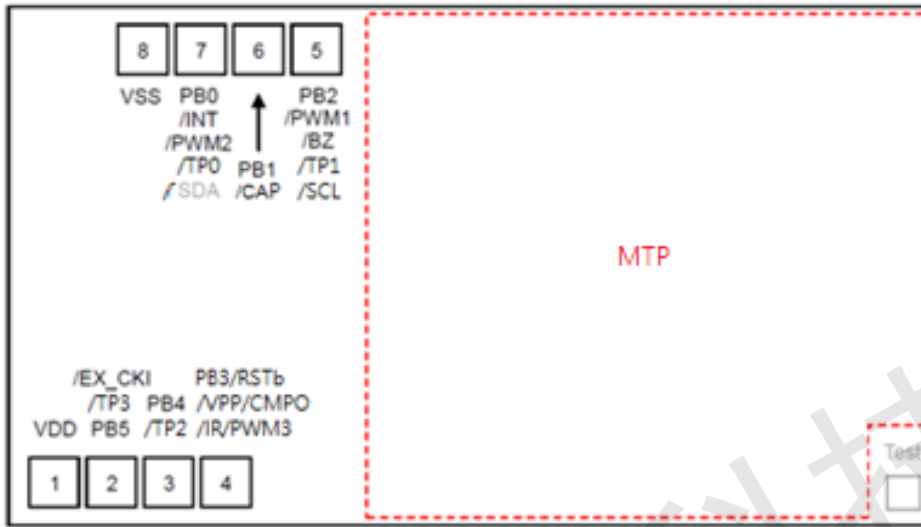 8 7 6 5
VSS PB0 PB2
/INT /PWM1
/PWM2 /BZ
/TP0 PB1 /TP1
/SDA /CAP /SCL
MTP
/EX_CKI PB3/RSTb
/TP3 PB4 /VPP/CMPO
VDD PB5 /TP2 /IR/PWM3
Test
1 2 3 4